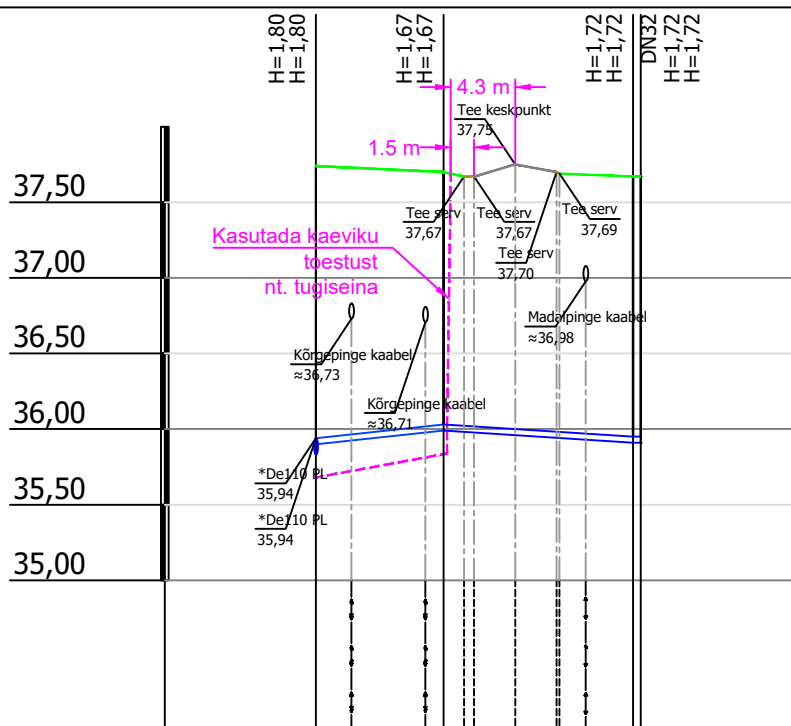 H=1,80
H=1,80
H=1,67
H=1,67
H=1,72
H=1,72
DN32
H=1,72
H=1,72
4.3 m
Tee keskpunkt
37,75
1.5 m
37,50
Tee serv
37,67
Tee serv
37,67
Tee serv
37,69
Tee serv
37,70
Kasutada kaeviku
toestust
nt. tugiseina
37,00
Madalpinge kaabel
≈36,98
36,50
Kõrgepinge kaabel
≈36,73
Kõrgepinge kaabel
≈36,71
36,00
*De110 PL
35,94
35,50
*De110 PL
35,94
35,00